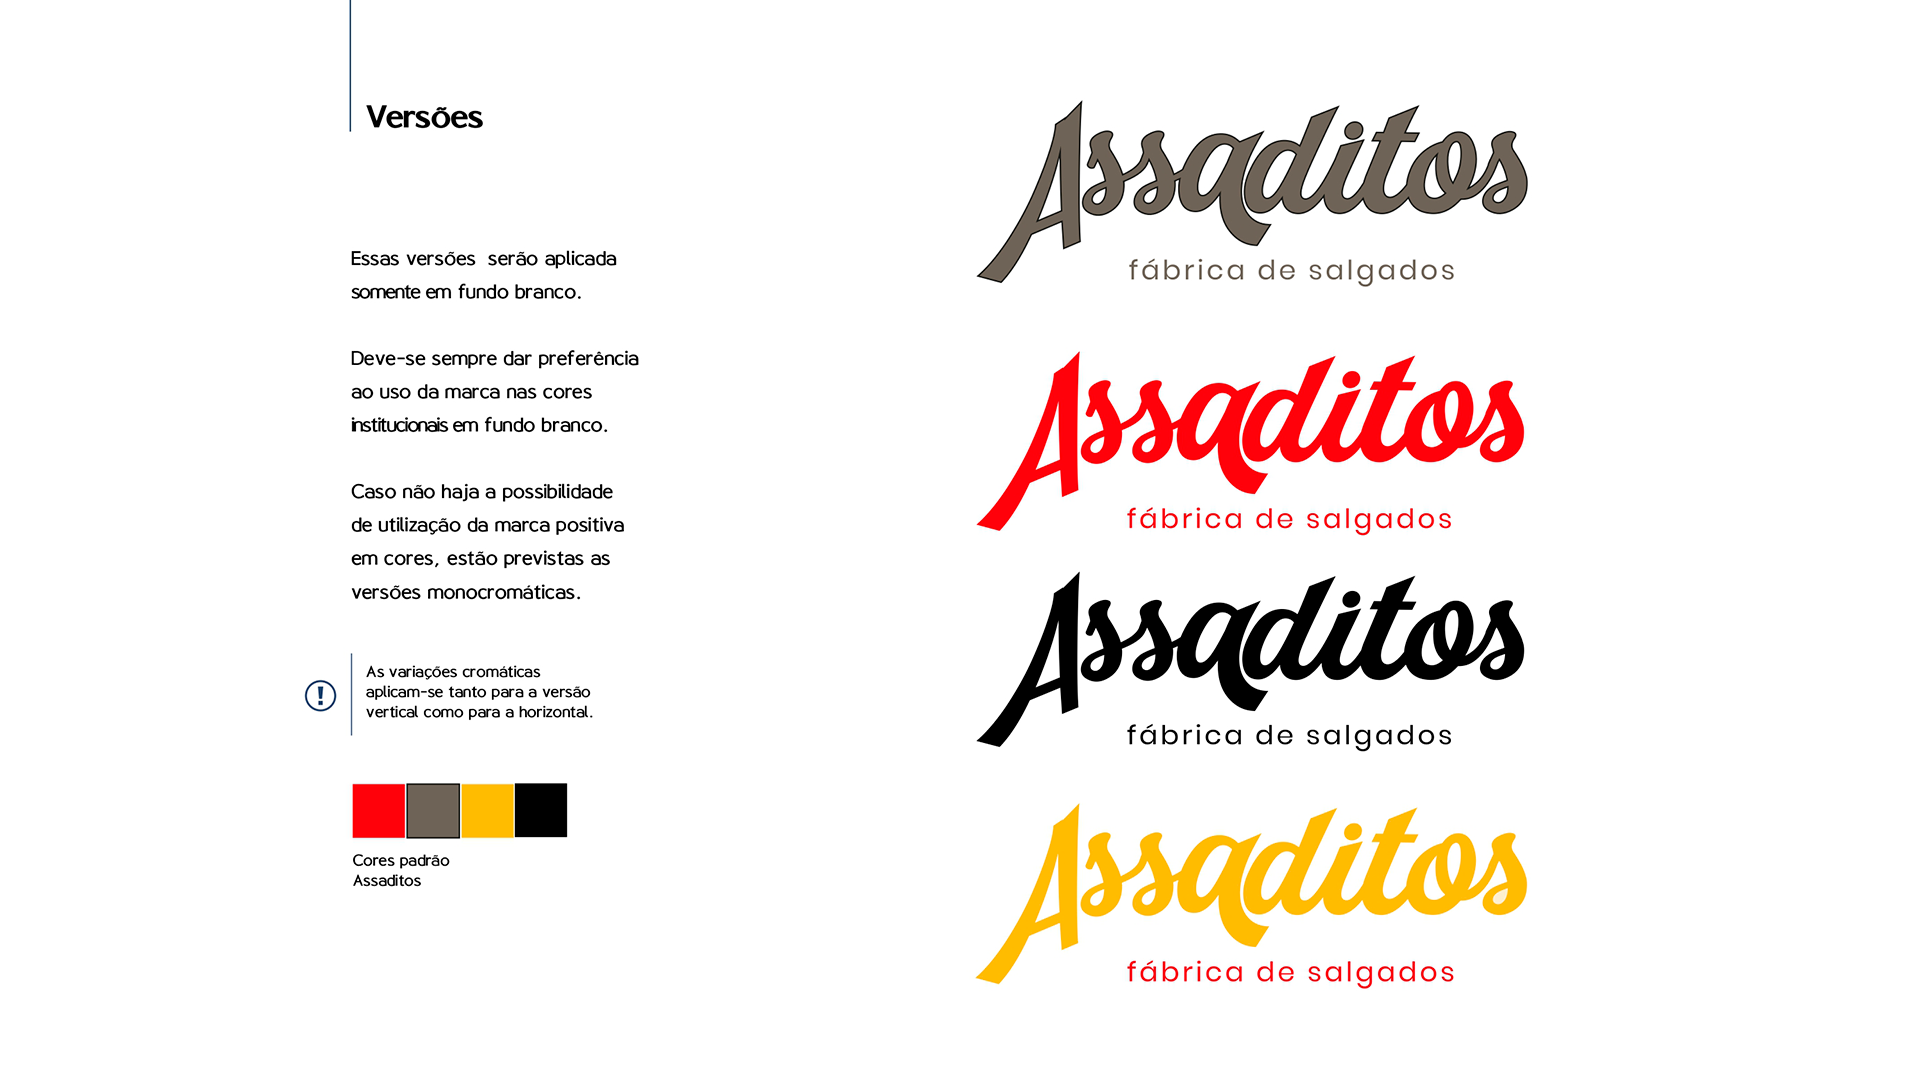 Versões
Essas versões serão aplicada
somente em fundo branco.
Deve-se sempre dar preferência
ao uso da marca nas cores
institucionais em fundo branco.
Caso não haja a possibilidade
de utilização da marca positiva
em cores, estão previstas as
versões monocromáticas.
!
As variações cromáticas
aplicam-se tanto para a versão
vertical como para a horizontal.
Cores padrão
Assaditos
Assaditos
fábrica de salgados
Assaditos
fábrica de salgados
Assaditos
fábrica de salgados
Assaditos
fábrica de salgados